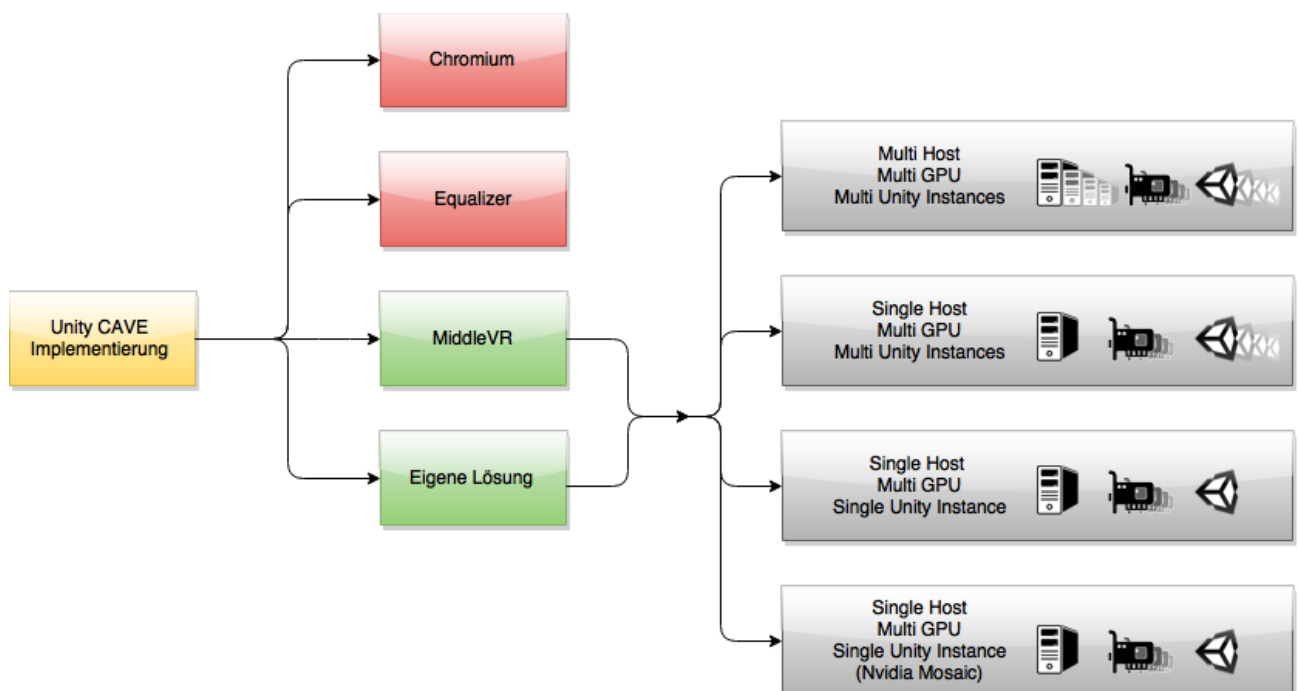 Chromium
Equalizer
Unity CAVE
Implementierung
MiddleVR
Eigene Lösung
Multi Host
Multi GPU
Multi Unity Instances
Single Host
Multi GPU
Multi Unity Instances
Single Host
Multi GPU
Single Unity Instance
Single Host
Multi GPU
Single Unity Instance
(Nvidia Mosaic)